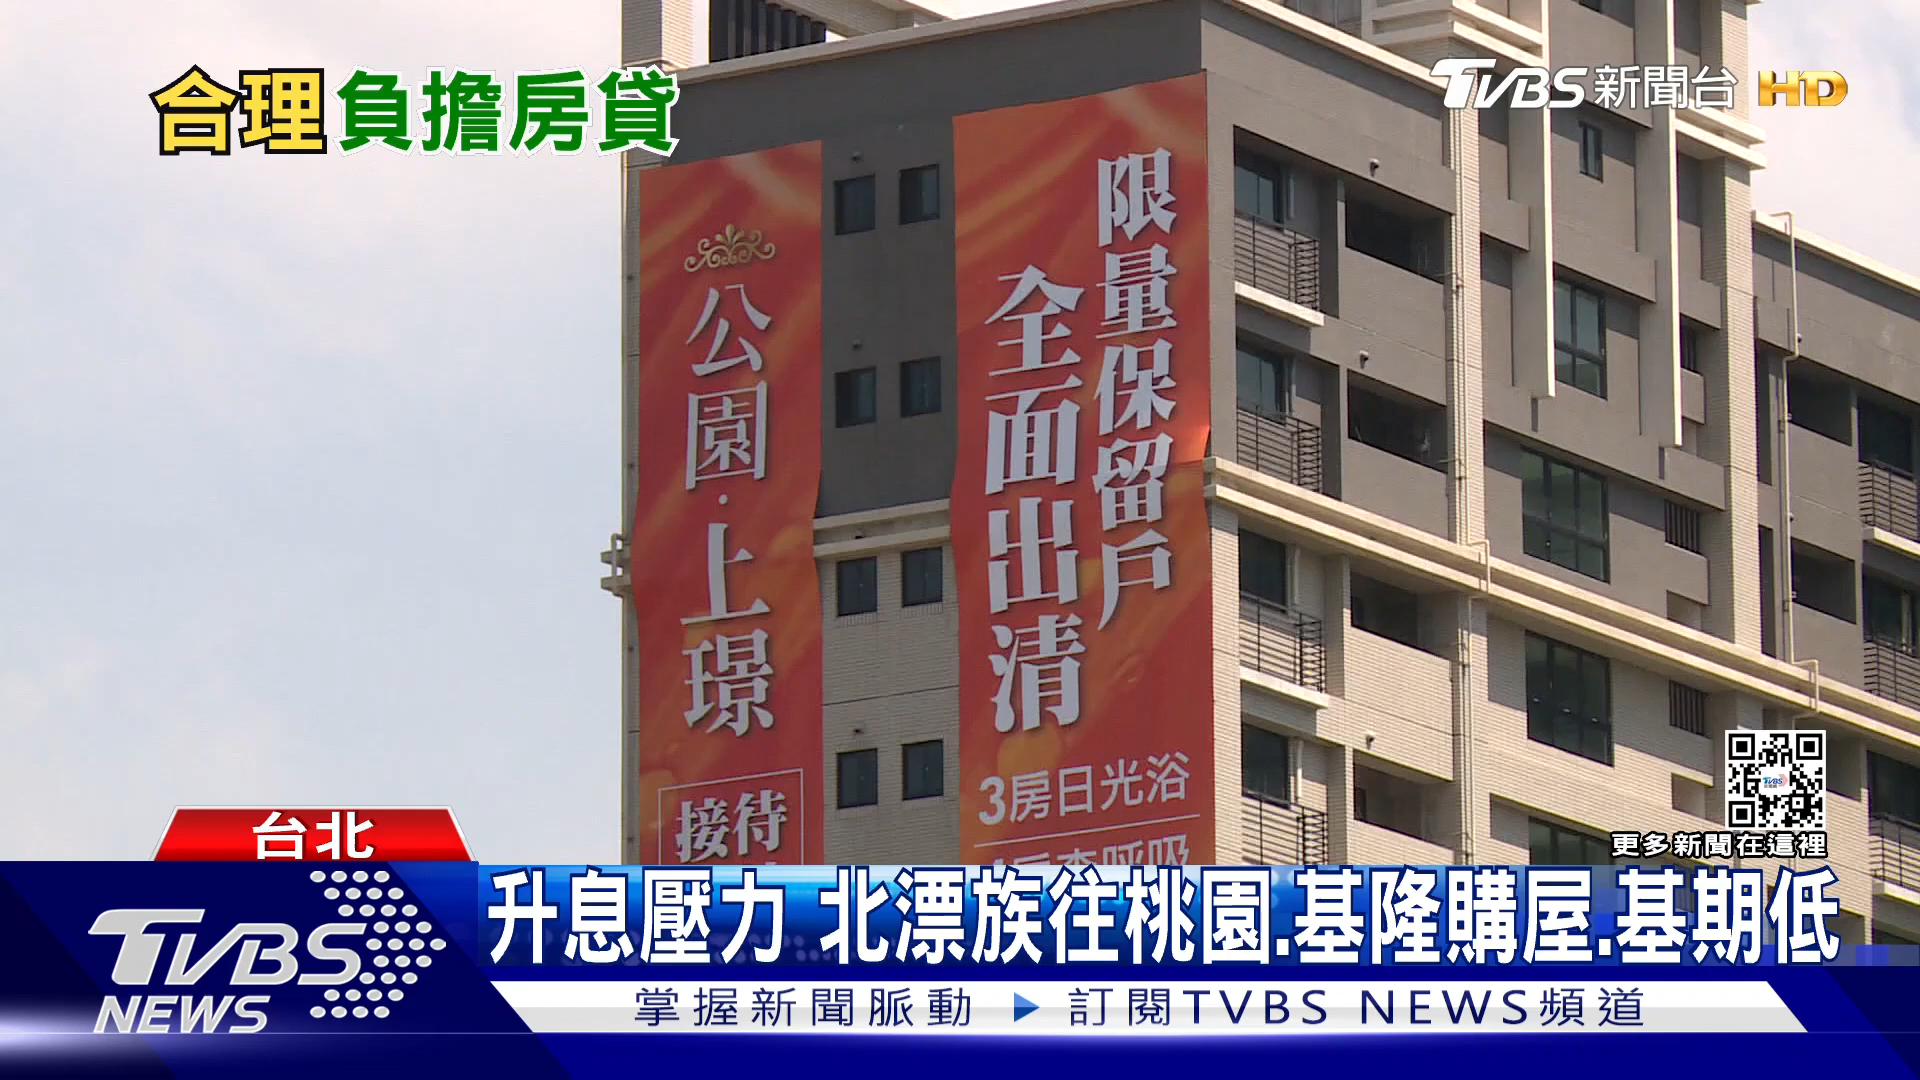 合理負擔房貸
TVBS新聞台 HD
公園·上璟
接待
限量保留戶
全面出清
3房日光浴
更多新聞在這裡
台北
升息壓力 北漂族往桃園.基隆購屋.基期低
TVBS NEWS
掌握新聞脈動 ▶ 訂閱TVBS NEWS頻道